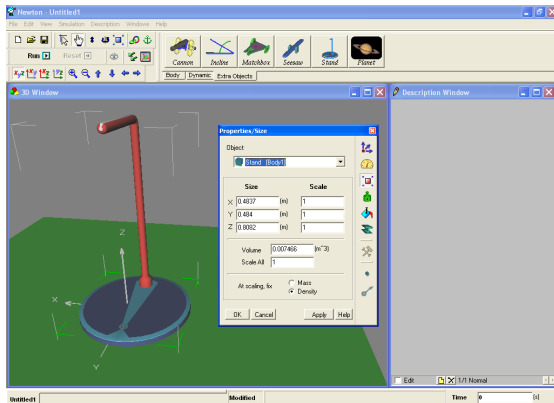 Newton - Untitled1
File Edit View Simulation Description Windows Help
Run Reset
Cannon Incline Matchbox Seesaw Stand Planet
Body Dynamic Extra Objects
3D Window
Description Window
Properties/Size
Object
Stand [Body1]
Size Scale
X 0.4837 (m) 1
Y 0.484 (m) 1
Z 0.8082 (m) 1
Volume 0.007466 (m^3)
Scale All 1
At scaling, fix Mass
Density
OK Cancel Apply Help
Z
X
Y
Edit 1/1 Normal
Untitled1 Modified Time 0 (s)